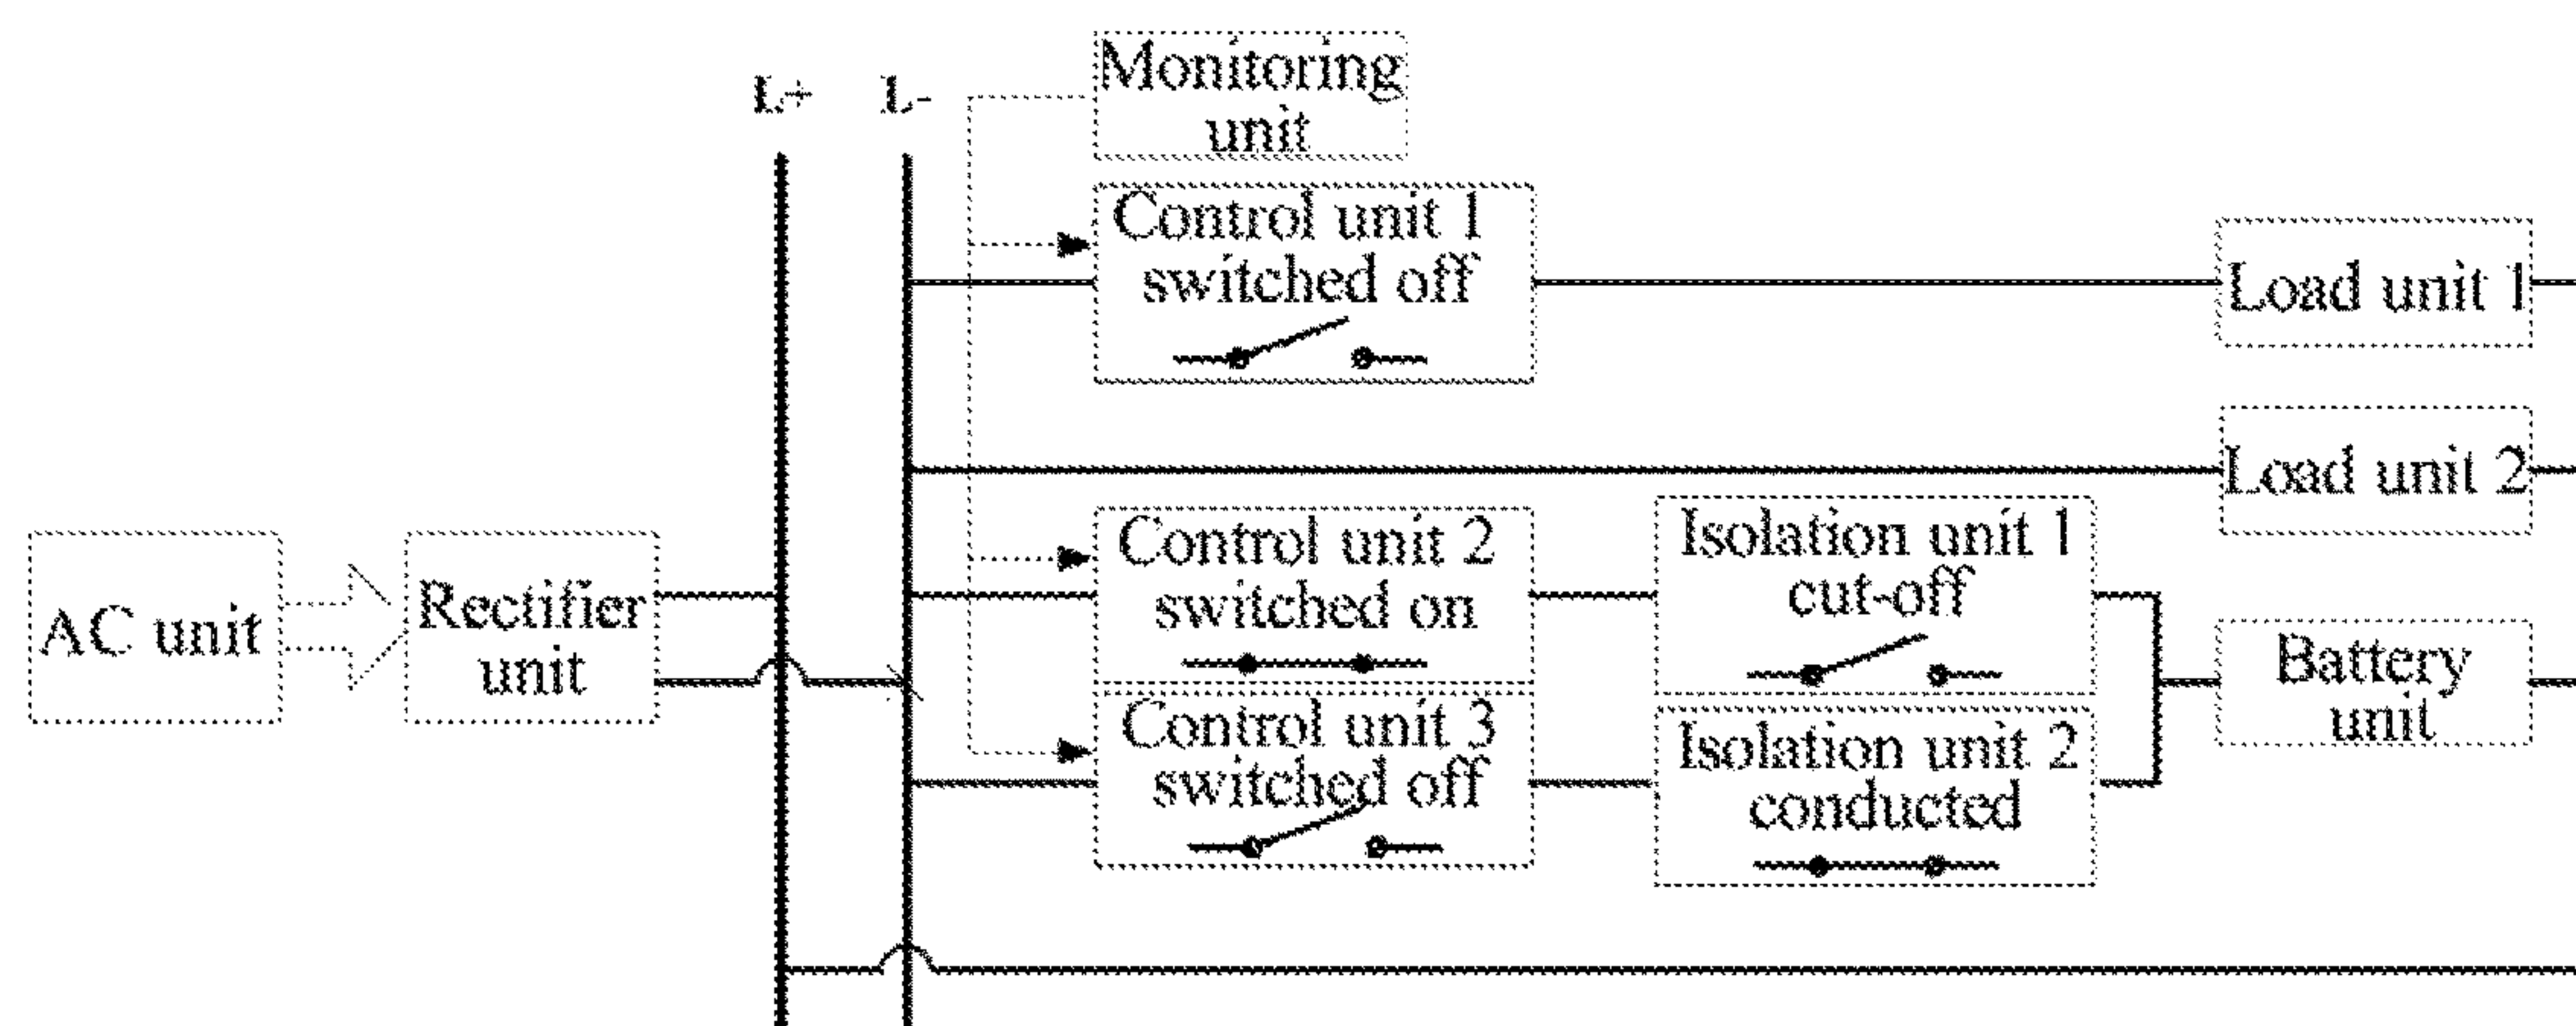 L+
L-
Monitoring
unit
Control unit 1
switched off
Load unit 1
Load unit 2
AC unit
Rectifier
unit
Control unit 2
switched on
Isolation unit 1
cut-off
Battery
unit
Control unit 3
switched off
Isolation unit 2
conducted